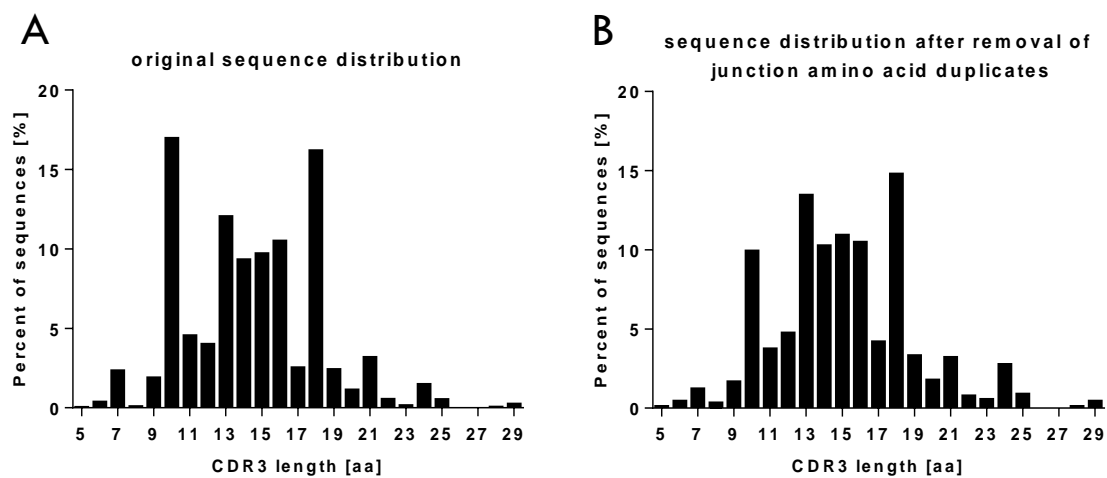 A
original sequence distribution
Percent of sequences [%]
20
15
10
5
0
5 7 9 11 13 15 17 19 21 23 25 27 29
CDR3 length [aa]
B
sequence distribution after removal of
junction amino acid duplicates
Percent of sequences [%]
20
15
10
5
0
5 7 9 11 13 15 17 19 21 23 25 27 29
CDR3 length [aa]